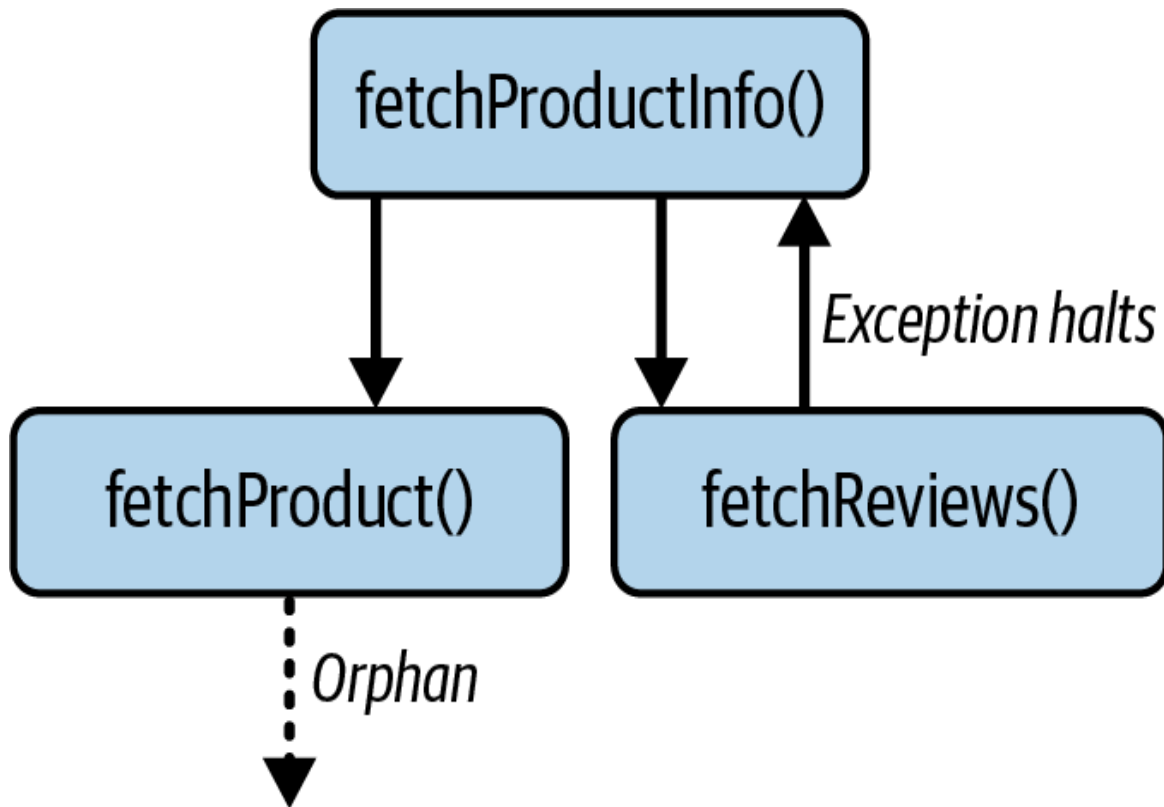 fetchProductInfo()
Exception halts
fetchProduct()
fetchReviews()
Orphan